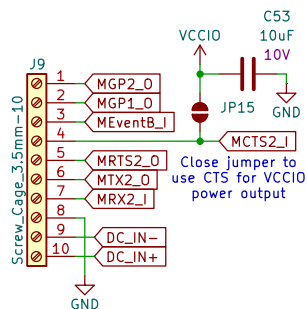 C53
10uF
10V
VCCIO
GND
JP15
J9
Screw_Cage_3.5mm-10
1 MGP2_O
2 MGP1_O
3 MEventB_I
4 MCTS2_I
5 MRTS2_O
6 MTX2_O
7 MRX2_I
8
9 DC_IN-
10 DC_IN+
GND
Close jumper to
use CTS for VCCIO
power output